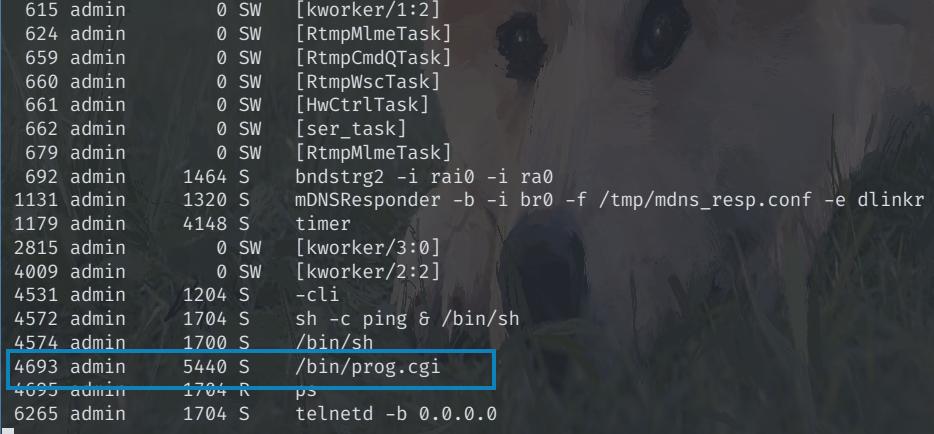 615 admin 0 SW [kworker/1:2]
624 admin 0 SW [RtmpMlmeTask]
659 admin 0 SW [RtmpCmdQTask]
660 admin 0 SW [RtmpWscTask]
661 admin 0 SW [HwCtrlTask]
662 admin 0 SW [ser_task]
679 admin 0 SW [RtmpMlmeTask]
692 admin 1464 S bndstrg2 -i rai0 -i ra0
1131 admin 1320 S mDNSResponder -b -i br0 -f /tmp/mdns_resp.conf -e dlinkr
1179 admin 4148 S timer
2815 admin 0 SW [kworker/3:0]
4009 admin 0 SW [kworker/2:2]
4531 admin 1204 S -cli
4572 admin 1704 S sh -c ping & /bin/sh
4574 admin 1700 S /bin/sh
4693 admin 5440 S /bin/prog.cgi
4695 admin 1704 R ps
6265 admin 1704 S telnetd -b 0.0.0.0